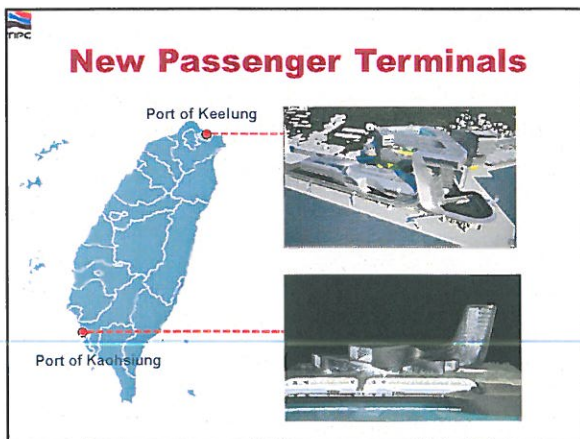 TIPC
New Passenger Terminals
Port of Keelung
Port of Kaohsiung